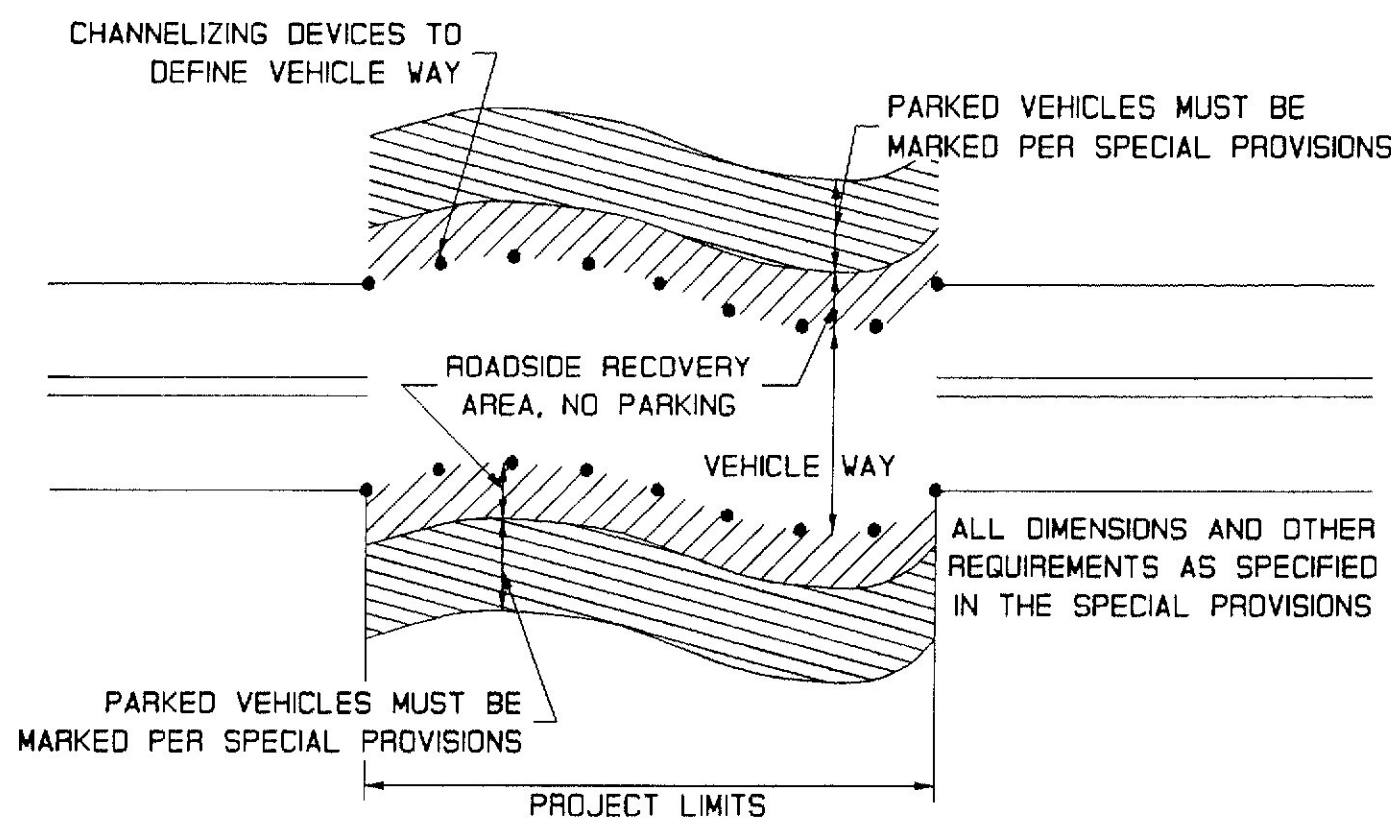 CHANNELIZING DEVICES TO
DEFINE VEHICLE WAY
PARKED VEHICLES MUST BE
MARKED PER SPECIAL PROVISIONS
ROADSIDE RECOVERY
AREA, NO PARKING
VEHICLE WAY
ALL DIMENSIONS AND OTHER
REQUIREMENTS AS SPECIFIED
IN THE SPECIAL PROVISIONS
PARKED VEHICLES MUST BE
MARKED PER SPECIAL PROVISIONS
PROJECT LIMITS